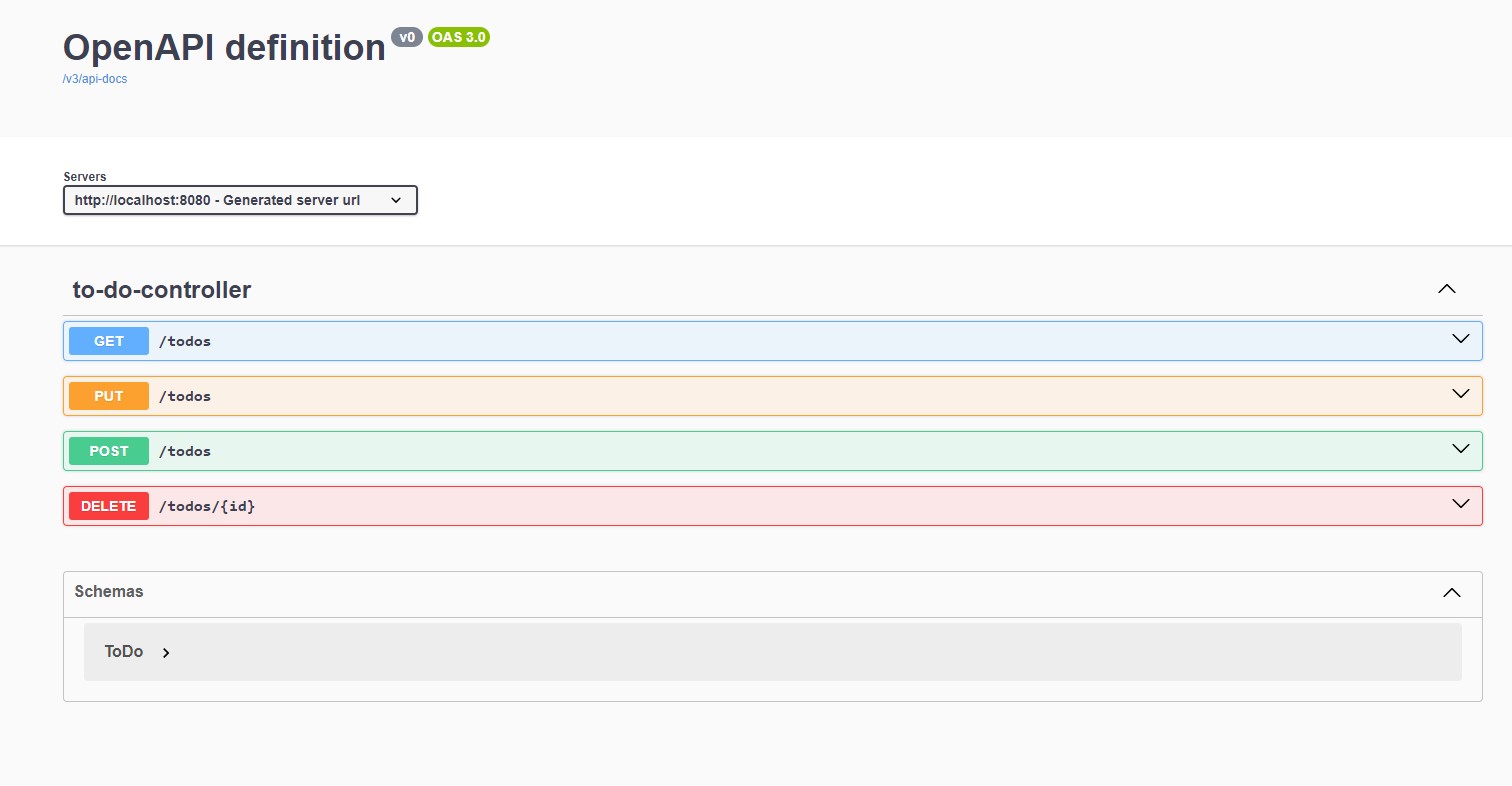 OpenAPI definition v0 OAS 3.0
/v3/api-docs
Servers
http://localhost:8080 - Generated server url
to-do-controller
GET /todos
PUT /todos
POST /todos
DELETE /todos/{id}
Schemas
ToDo